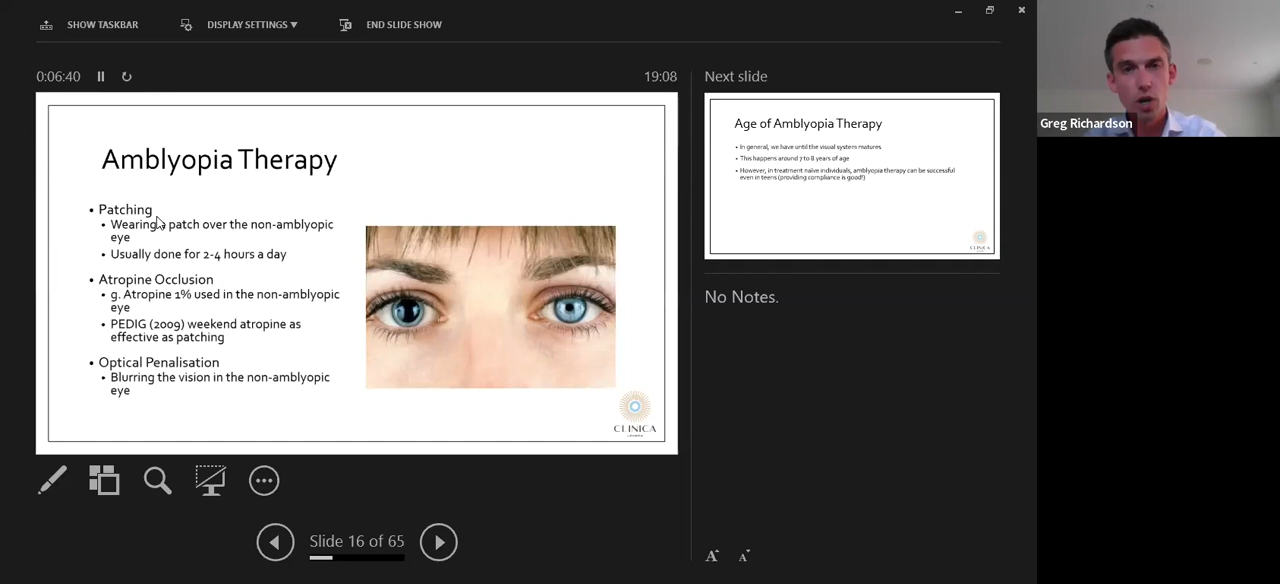 SHOW TASKBAR
DISPLAY SETTINGS ▼
END SLIDE SHOW
0:06:40
19:08
Amblyopia Therapy
• Patching
• Wearing a patch over the non-amblyopic
eye
• Usually done for 2-4 hours a day
• Atropine Occlusion
• g. Atropine 1% used in the non-amblyopic
eye
• PEDIG (2009) weekend atropine as
effective as patching
• Optical Penalisation
• Blurring the vision in the non-amblyopic
eye
CLINICA
LONDON
Slide 16 of 65
Next slide
Age of Amblyopia Therapy
• In general, we have until the visual system matures
• This happens around 7 to 8 years of age
• However, in treatment naive individuals, amblyopia therapy can be successful
even in teens (providing compliance is good!)
CLINICA
No Notes.
A
A
Greg Richardson